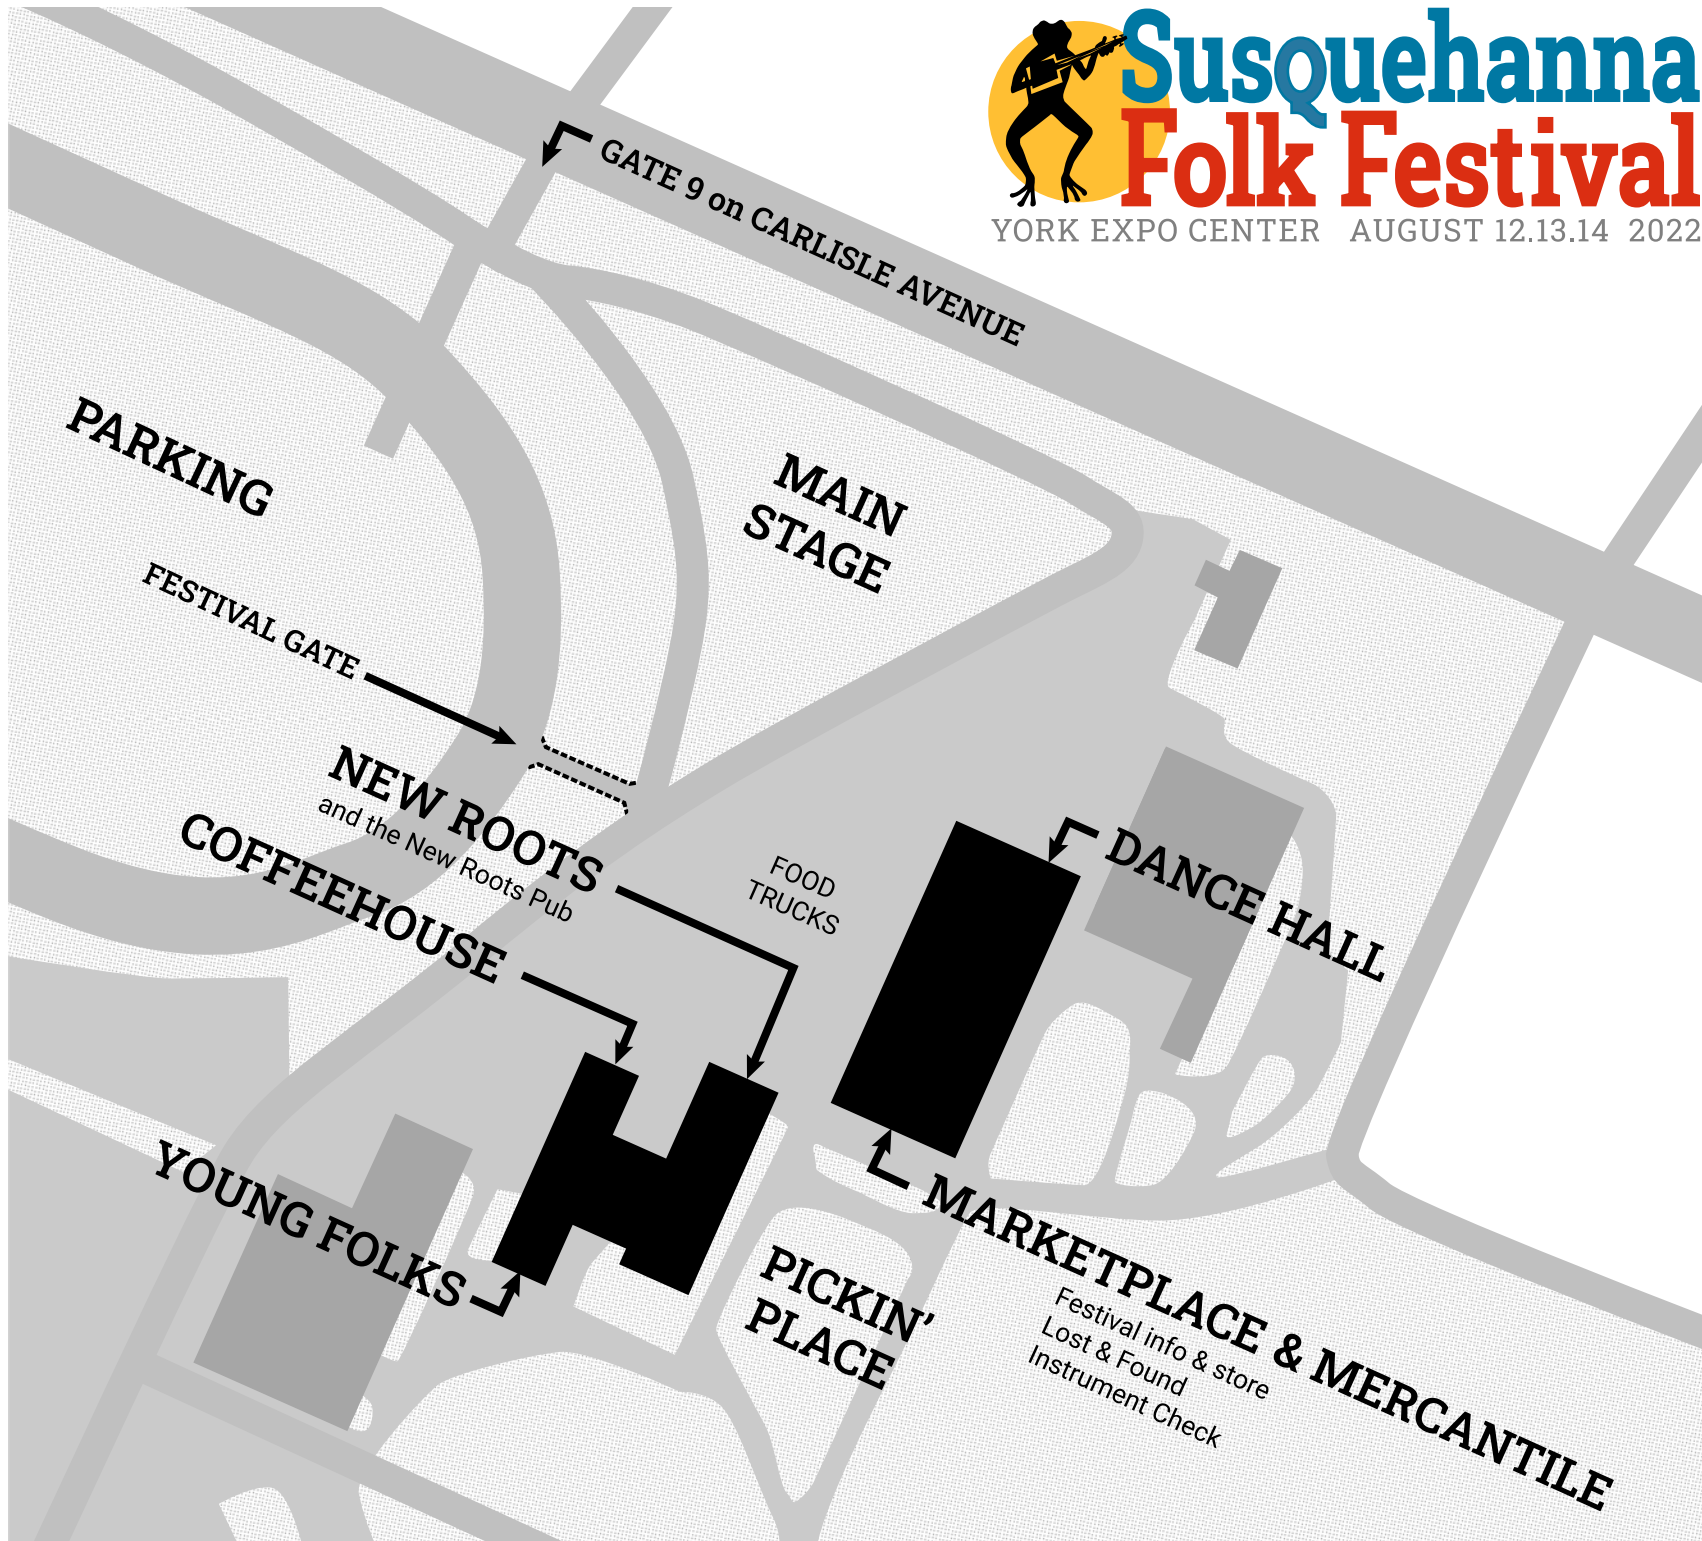 Susquehanna
Folk Festival
YORK EXPO CENTER AUGUST 12.13.14 2022
GATE 9 on CARLISLE AVENUE
PARKING
MAIN
STAGE
FESTIVAL GATE
NEW ROOTS
and the New Roots Pub
COFFEEHOUSE
FOOD
TRUCKS
DANCE HALL
YOUNG FOLKS
PICKIN’
PLACE
MARKETPLACE & MERCANTILE
Festival info & store
Lost & Found
Instrument Check